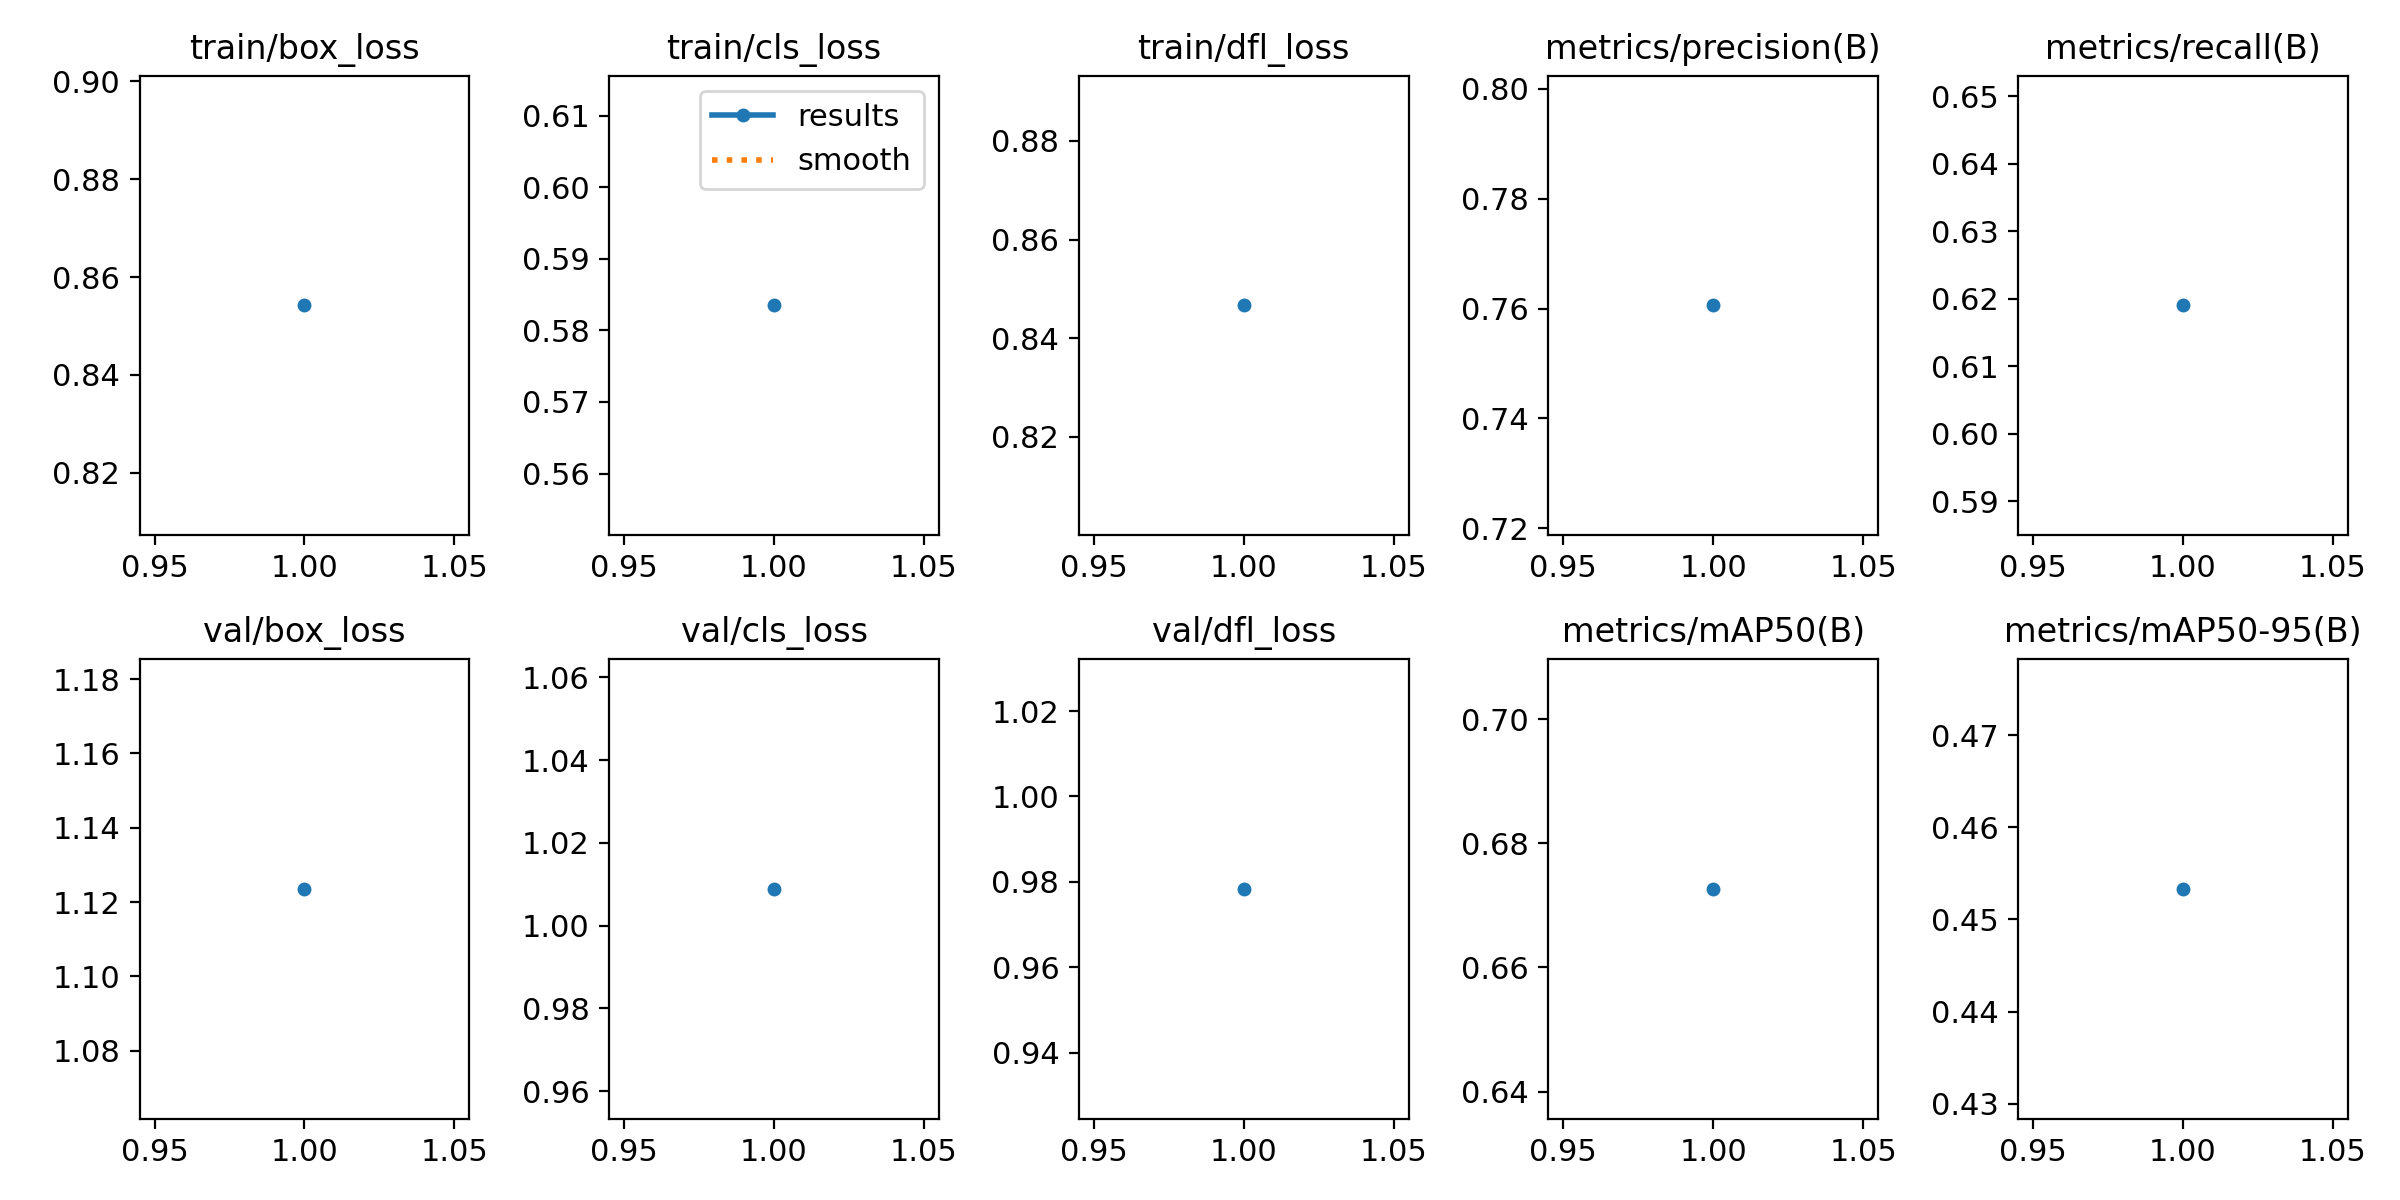 train/box_loss
0.90
0.88
0.86
0.84
0.82
0.95 1.00 1.05
train/cls_loss
results
smooth
0.61
0.60
0.59
0.58
0.57
0.56
0.95 1.00 1.05
train/dfl_loss
0.88
0.86
0.84
0.82
0.95 1.00 1.05
metrics/precision(B)
0.80
0.78
0.76
0.74
0.72
0.95 1.00 1.05
metrics/recall(B)
0.65
0.64
0.63
0.62
0.61
0.60
0.59
0.95 1.00 1.05
val/box_loss
1.18
1.16
1.14
1.12
1.10
1.08
0.95 1.00 1.05
val/cls_loss
1.06
1.04
1.02
1.00
0.98
0.96
0.95 1.00 1.05
val/dfl_loss
1.02
1.00
0.98
0.96
0.94
0.95 1.00 1.05
metrics/mAP50(B)
0.70
0.68
0.66
0.64
0.95 1.00 1.05
metrics/mAP50-95(B)
0.47
0.46
0.45
0.44
0.43
0.95 1.00 1.05